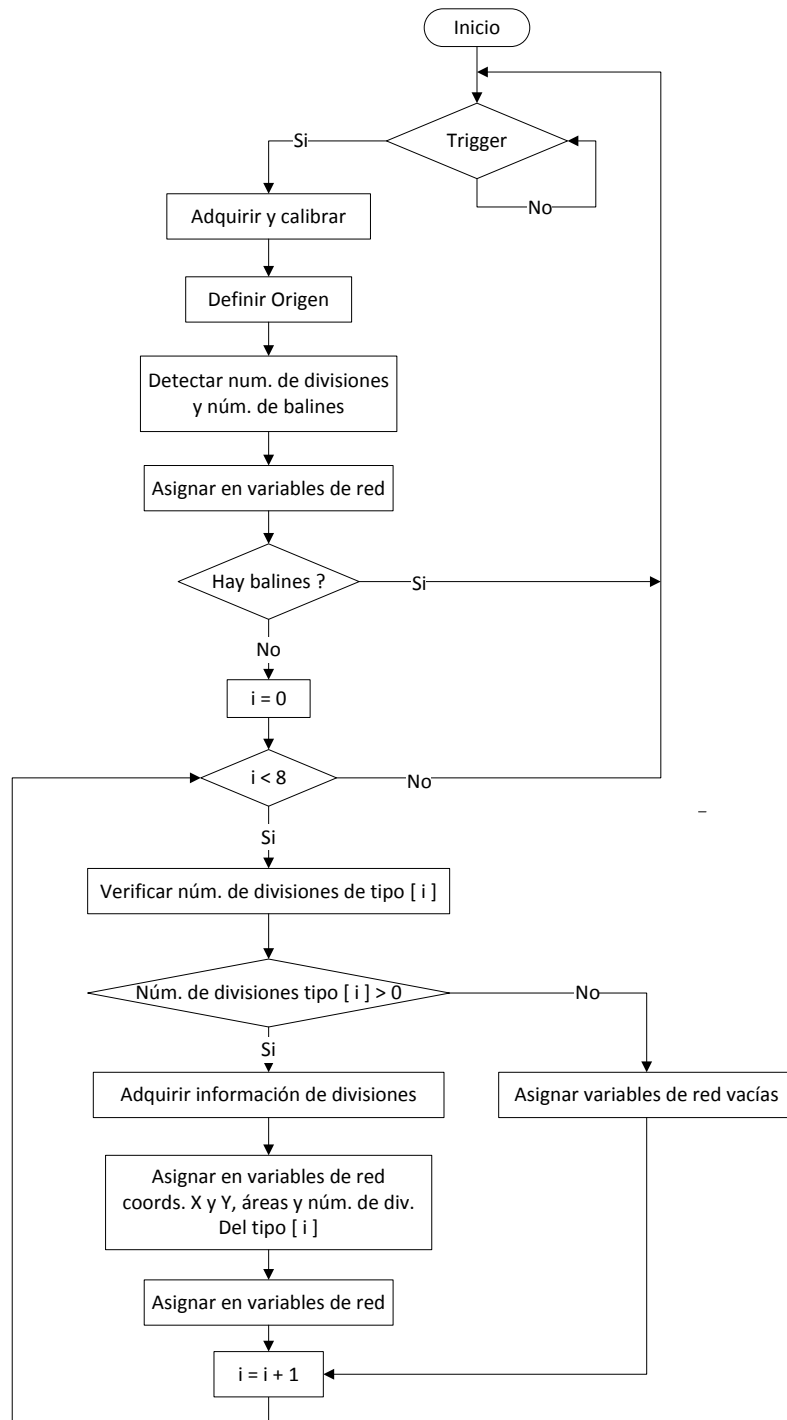 Inicio
Trigger
Si
No
Adquirir y calibrar
Definir Origen
Detectar num. de divisiones
y núm. de balines
Asignar en variables de red
Hay balines ?
Si
No
i = 0
i < 8
No
Si
Verificar núm. de divisiones de tipo [ i ]
Núm. de divisiones tipo [ i ] > 0
No
Si
Adquirir información de divisiones
Asignar variables de red vacías
Asignar en variables de red
coords. X y Y, áreas y núm. de div.
Del tipo [ i ]
Asignar en variables de red
i = i + 1